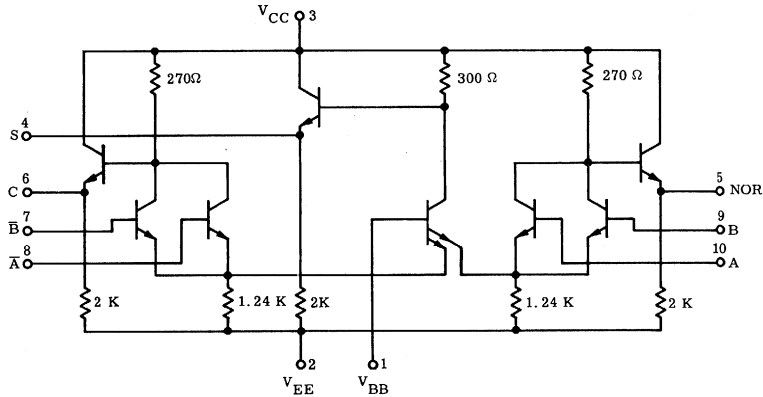 V_CC 3
270Ω
300 Ω
270 Ω
4
S
6
C
7
B̅
8
A̅
5
NOR
9
B
10
A
2 K
1.24 K
2K
1.24 K
2 K
2
V_EE
1
V_BB